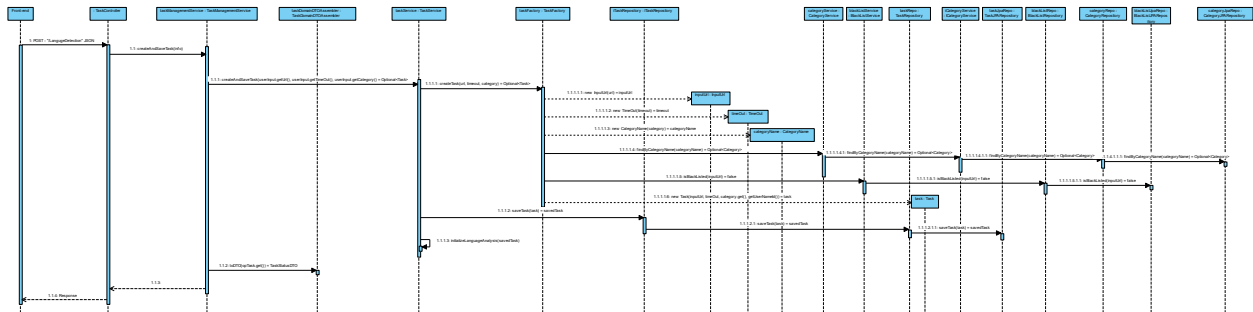 Front-end
TaskController
taskManagementService : TaskManagementService
taskDomainDTOAssembler :
TaskDomainDTOAssembler
taskService : TaskService
taskFactory : TaskFactory
iTaskRepository : ITaskRepository
categoryService :
CategoryService
blackListService
: BlackListService
taskRepo :
TaskRepository
iCategoryService :
ICategoryService
taskJpaRepo :
TaskJPARepository
blackListRepo :
BlackListRepository
categoryRepo :
CategoryRepository
blackListJpaRepo :
BlackListJPARepos
itory
categoryJpaRepo :
CategoryJPARepository
1: POST - "/LangageDetection" JSON
1.1: createAndSaveTask(info)
1.1.1: createAndSaveTask(userInput.getUrl(), userInput.getTimeOut(), userInput.getCategory() = Optional<Task>
1.1.1.1: createTask(url, timeout, category) = Optional<Task>
1.1.1.1.1: new InputUrl(url) = inputUrl
inputUrl : InputUrl
1.1.1.1.2: new TimeOut(timeout) = timeout
timeOut : TimeOut
1.1.1.1.3: new CategoryName(category) = categoryName
categoryName : CategoryName
1.1.1.1.4: findByCategoryName(categoryName) = Optional<Category>
1.1.1.1.4.1: findByCategoryName(categoryName) = Optional<Category>
1.1.1.1.4.1.1: findByCategoryName(categoryName) = Optional<Category>
1.1.4.1.1.1: findByCategoryName(categoryName) = Optional<Category>
1.1.1.1.5: isBlackListed(inputUrl) = false
1.1.1.1.5.1: isBlackListed(inputUrl) = false
1.1.1.1.5.1.1: isBlackListed(inputUrl) = false
1.1.1.1.6: new Task(inputUrl, timeOut, category.get(), getUserNameId()) = task
task : Task
1.1.1.2: saveTask(task) = savedTask
1.1.1.2.1: saveTask(task) = savedTask
1.1.1.2.1.1: saveTask(task) = savedTask
1.1.1.3: initializeLanguageAnalysis(savedTask)
1.1.2: toDTO(opTask.get()) = TaskStatusDTO
1.1.3:
1.1.4: Response